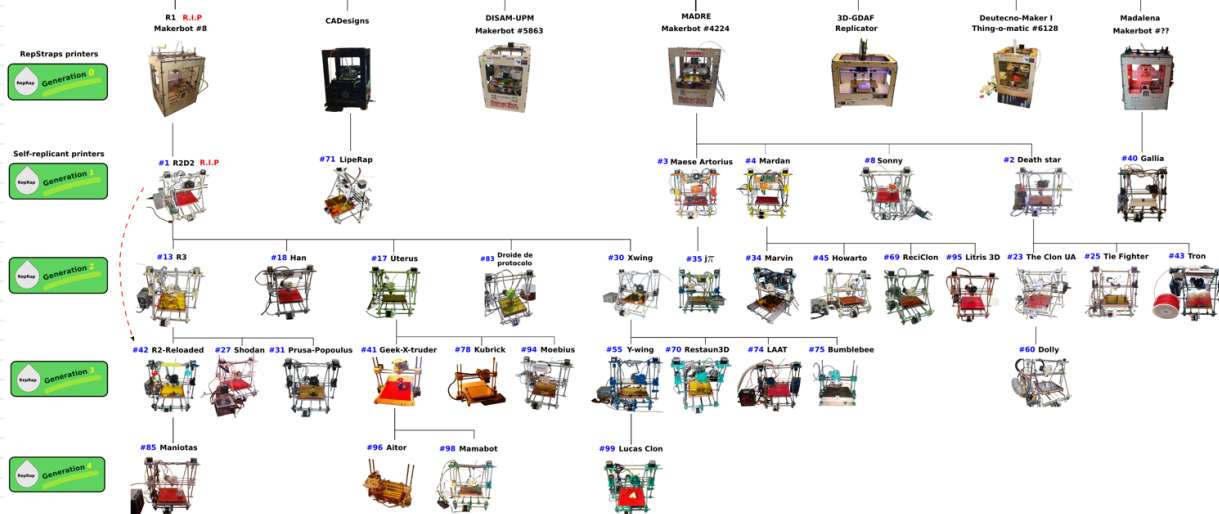 R1 R.I.P
Makerbot #8
CADesigns
DISAM-UPM
Makerbot #5863
MADRE
Makerbot #4224
3D-GDAF
Replicator
Deutecno-Maker I
Thing-o-matic #6128
Madalena
Makerbot #??
RepStraps printers
RepRap
Generation 0
Self-replicant printers
RepRap
Generation 1
#1 R2D2 R.I.P
#71 LipeRap
#3 Maese Artorius
#4 Mardan
#8 Sonny
#2 Death star
#40 Gallia
RepRap
Generation 2
#13 R3
#18 Han
#17 Uterus
#83 Droide de
protocolo
#30 Xwing
#35 jπ
#34 Marvin
#45 Howarto
#69 ReciClon
#95 Litris 3D
#23 The Clon UA
#25 Tie Fighter
#43 Tron
RepRap
Generation 3
#42 R2-Reloaded
#27 Shodan
#31 Prusa-Popoulus
#41 Geek-X-truder
#78 Kubrick
#94 Moebius
#55 Y-wing
#70 Restaun3D
#74 LAAT
#75 Bumblebee
#60 Dolly
RepRap
Generation 4
#85 Maniotas
#96 Aitor
#98 Mamabot
#99 Lucas Clon